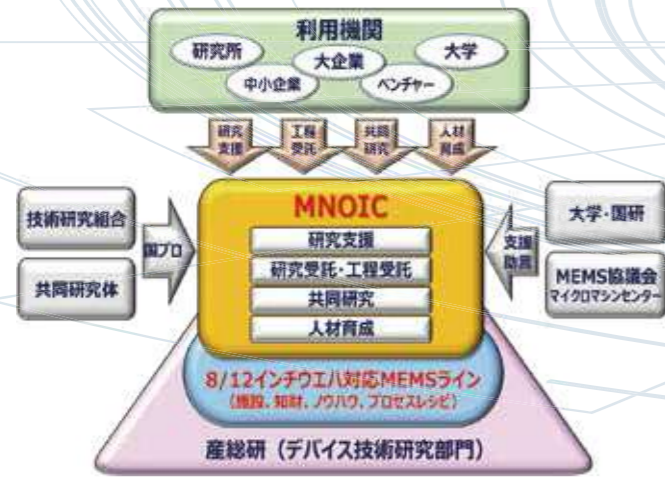 利用機関
研究所
大企業
大学
中小企業
ベンチャー
研究
支援
工程
受託
共同
研究
人材
育成
技術研究組合
共同研究体
国プロ
MNOIC
研究支援
研究受託・工程受託
共同研究
人材育成
支援
助言
大学・国研
MEMS協議会
マイクロマシンセンター
8/12インチウエハ対応MEMSライン
(施設、知財、ノウハウ、プロセスレシピ)
産総研(デバイス技術研究部門)